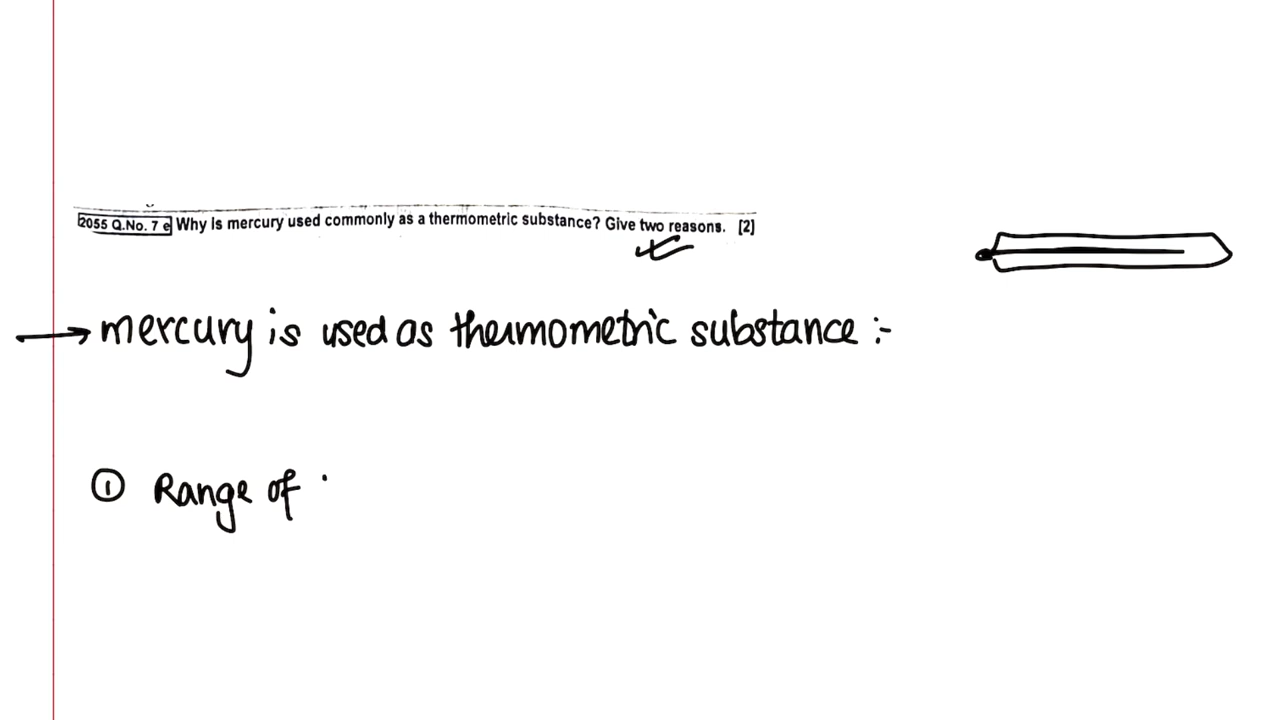 2055 Q.No. 7 e Why is mercury used commonly as a thermometric substance? Give two reasons. [2]
→ mercury is used as thermometric substance :-
① Range of